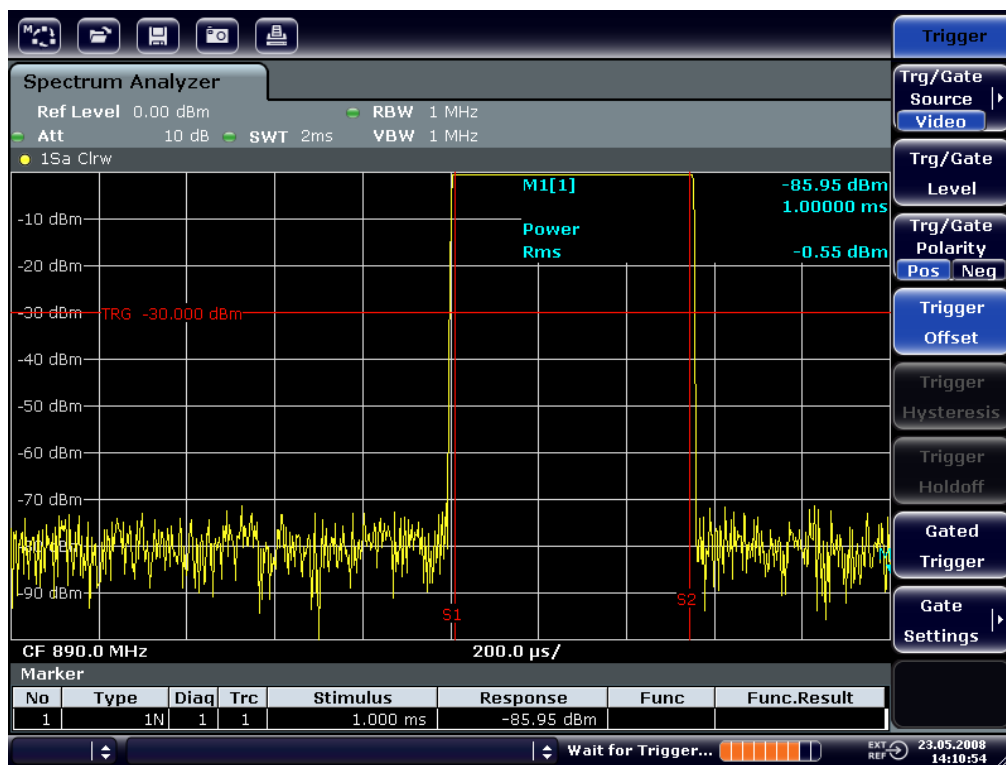 M
Trigger
Spectrum Analyzer
Ref Level 0.00 dBm RBW 1 MHz
Att 10 dB SWT 2ms VBW 1 MHz
1Sa Clrw
M1[1] -85.95 dBm
1.00000 ms
Power
Rms -0.55 dBm
-10 dBm
-20 dBm
-30 dBm
TRG -30.000 dBm
-40 dBm
-50 dBm
-60 dBm
-70 dBm
-80 dBm
-90 dBm
S1
S2
CF 890.0 MHz 200.0 µs/
Marker
No Type Diag Trc Stimulus Response Func Func.Result
1 1N 1 1 1.000 ms -85.95 dBm
Trg/Gate
Source
Video
Trg/Gate
Level
Trg/Gate
Polarity
Pos Neg
Trigger
Offset
Trigger
Hysteresis
Trigger
Holdoff
Gated
Trigger
Gate
Settings
Wait for Trigger...
EXT
REF
23.05.2008
14:10:54